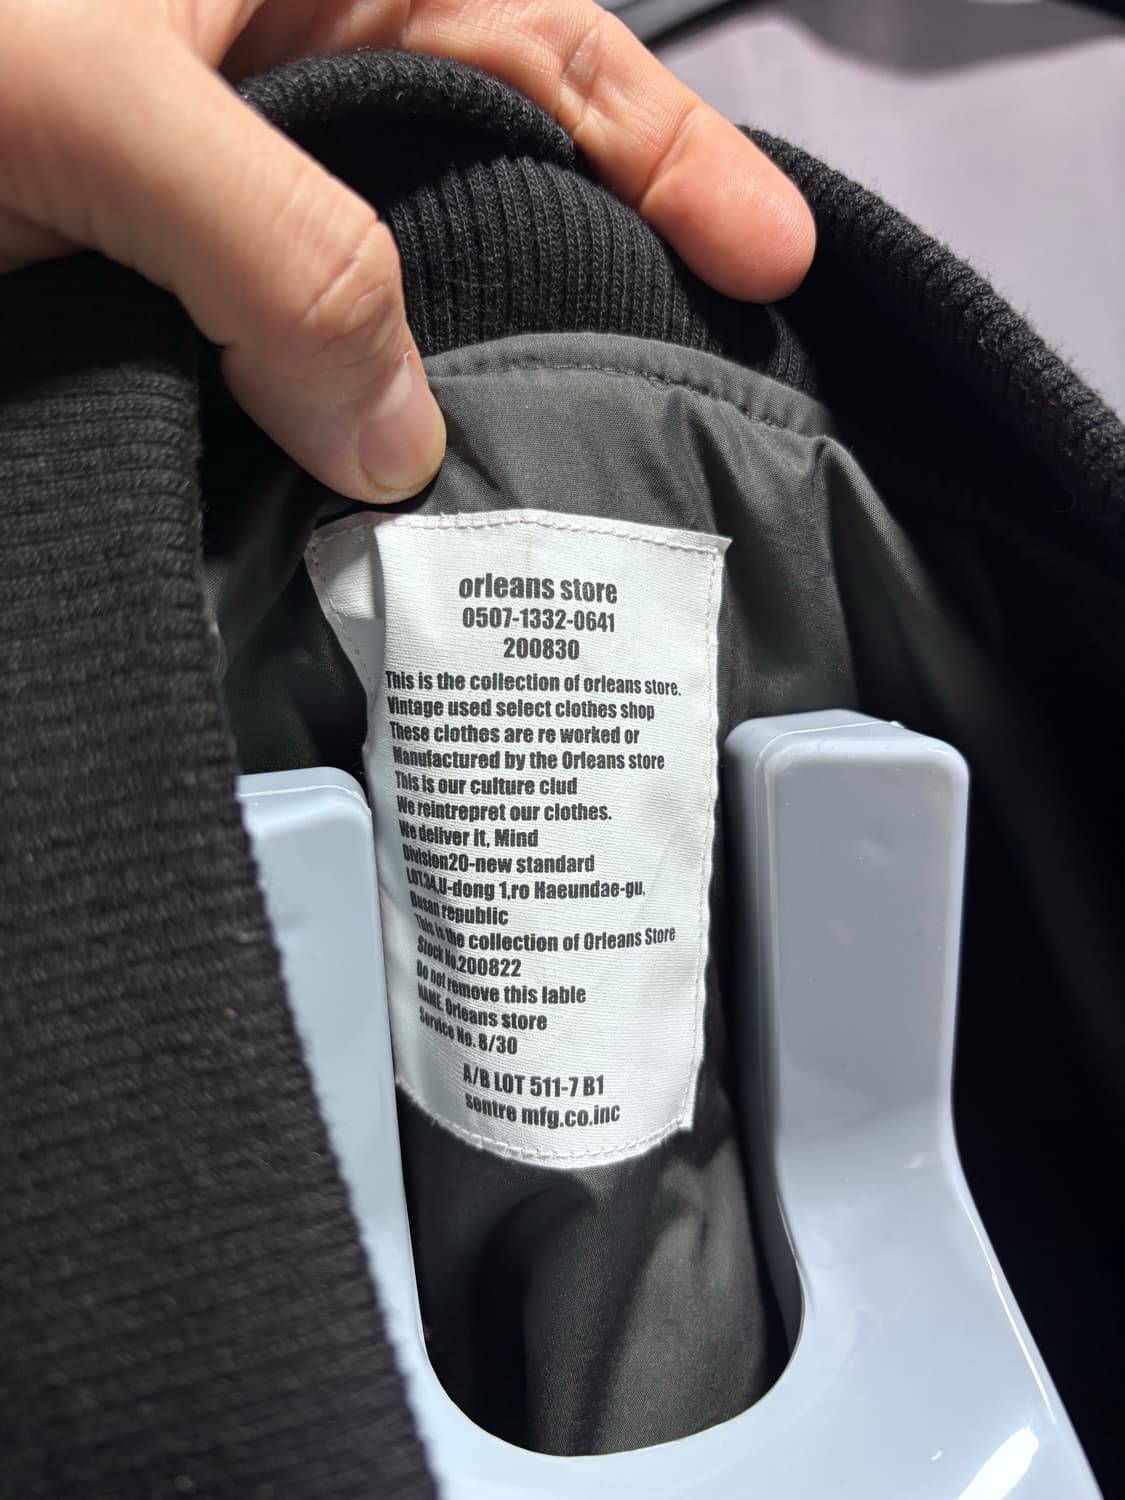 orleans store
0507-1332-0641
200830
This is the collection of orleans store.
Vintage used select clothes shop
These clothes are re worked or
Manufactured by the Orleans store
This is our culture clud
We reintrepret our clothes.
We deliver it, Mind
Division20-new standard
LOT.34,U-dong 1,ro Haeundae-gu,
Busan republic
This is the collection of Orleans Store
Stock No.200822
Do not remove this lable
NAME. Orleans store
Service No. 8/30
A/B LOT 511-7 B1
sentre mfg.co.inc